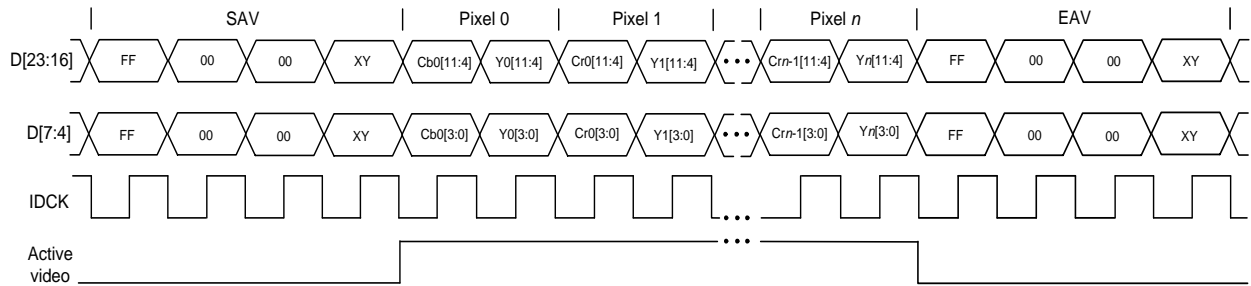 SAV Pixel 0 Pixel 1 Pixel n EAV
D[23:16] FF 00 00 XY Cb0[11:4] Y0[11:4] Cr0[11:4] Y1[11:4] ••• Crn-1[11:4] Yn[11:4] FF 00 00 XY
D[7:4] FF 00 00 XY Cb0[3:0] Y0[3:0] Cr0[3:0] Y1[3:0] ••• Crn-1[3:0] Yn[3:0] FF 00 00 XY
IDCK •••
Active •••
video